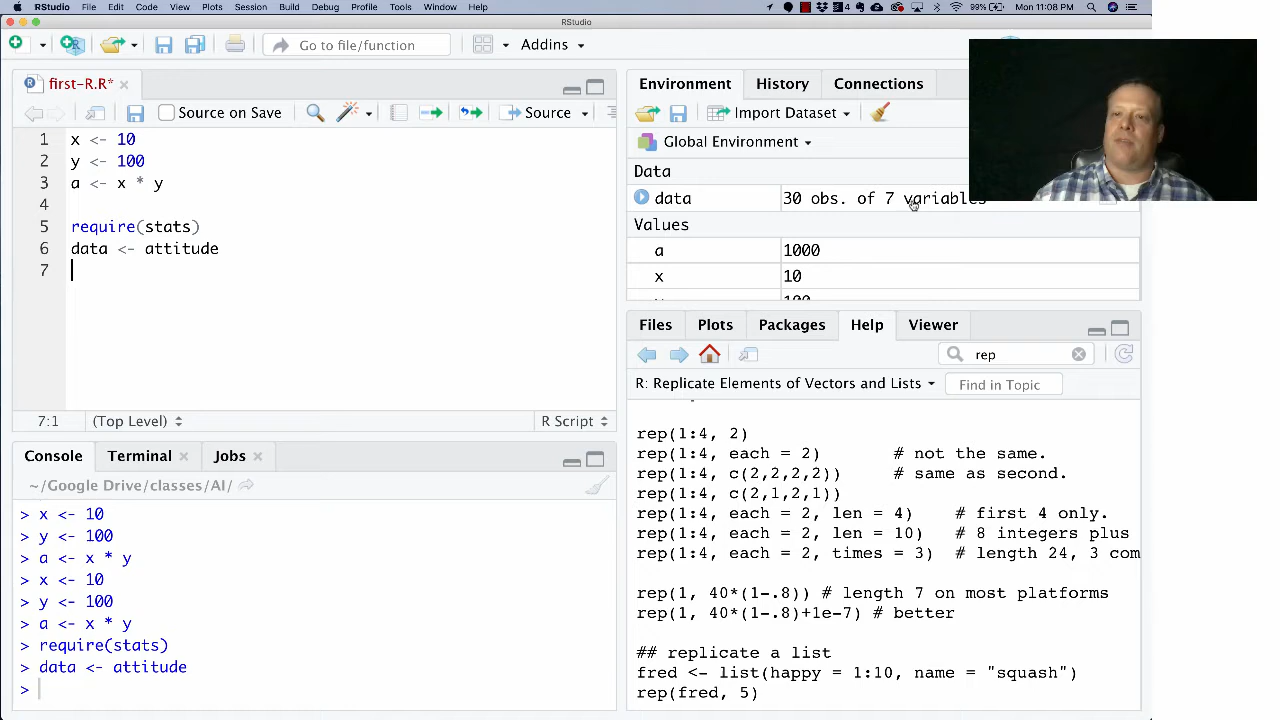 RStudio File Edit Code View Plots Session Build Debug Profile Tools Window Help 99% Mon 11:08 PM
RStudio
Go to file/function Addins
first-R.R*
Source on Save Source
1 x <- 10
2 y <- 100
3 a <- x * y
4
5 require(stats)
6 data <- attitude
7
7:1 (Top Level) R Script
Console Terminal Jobs
~/Google Drive/classes/AI/
> x <- 10
> y <- 100
> a <- x * y
> x <- 10
> y <- 100
> a <- x * y
> require(stats)
> data <- attitude
>
Environment History Connections
Import Dataset
Global Environment
Data
data 30 obs. of 7 variables
Values
a 1000
x 10
y 100
Files Plots Packages Help Viewer
rep
R: Replicate Elements of Vectors and Lists Find in Topic
rep(1:4, 2)
rep(1:4, each = 2) # not the same.
rep(1:4, c(2,2,2,2)) # same as second.
rep(1:4, c(2,1,2,1))
rep(1:4, each = 2, len = 4) # first 4 only.
rep(1:4, each = 2, len = 10) # 8 integers plus
rep(1:4, each = 2, times = 3) # length 24, 3 com
rep(1, 40*(1-.8)) # length 7 on most platforms
rep(1, 40*(1-.8)+1e-7) # better
## replicate a list
fred <- list(happy = 1:10, name = "squash")
rep(fred, 5)